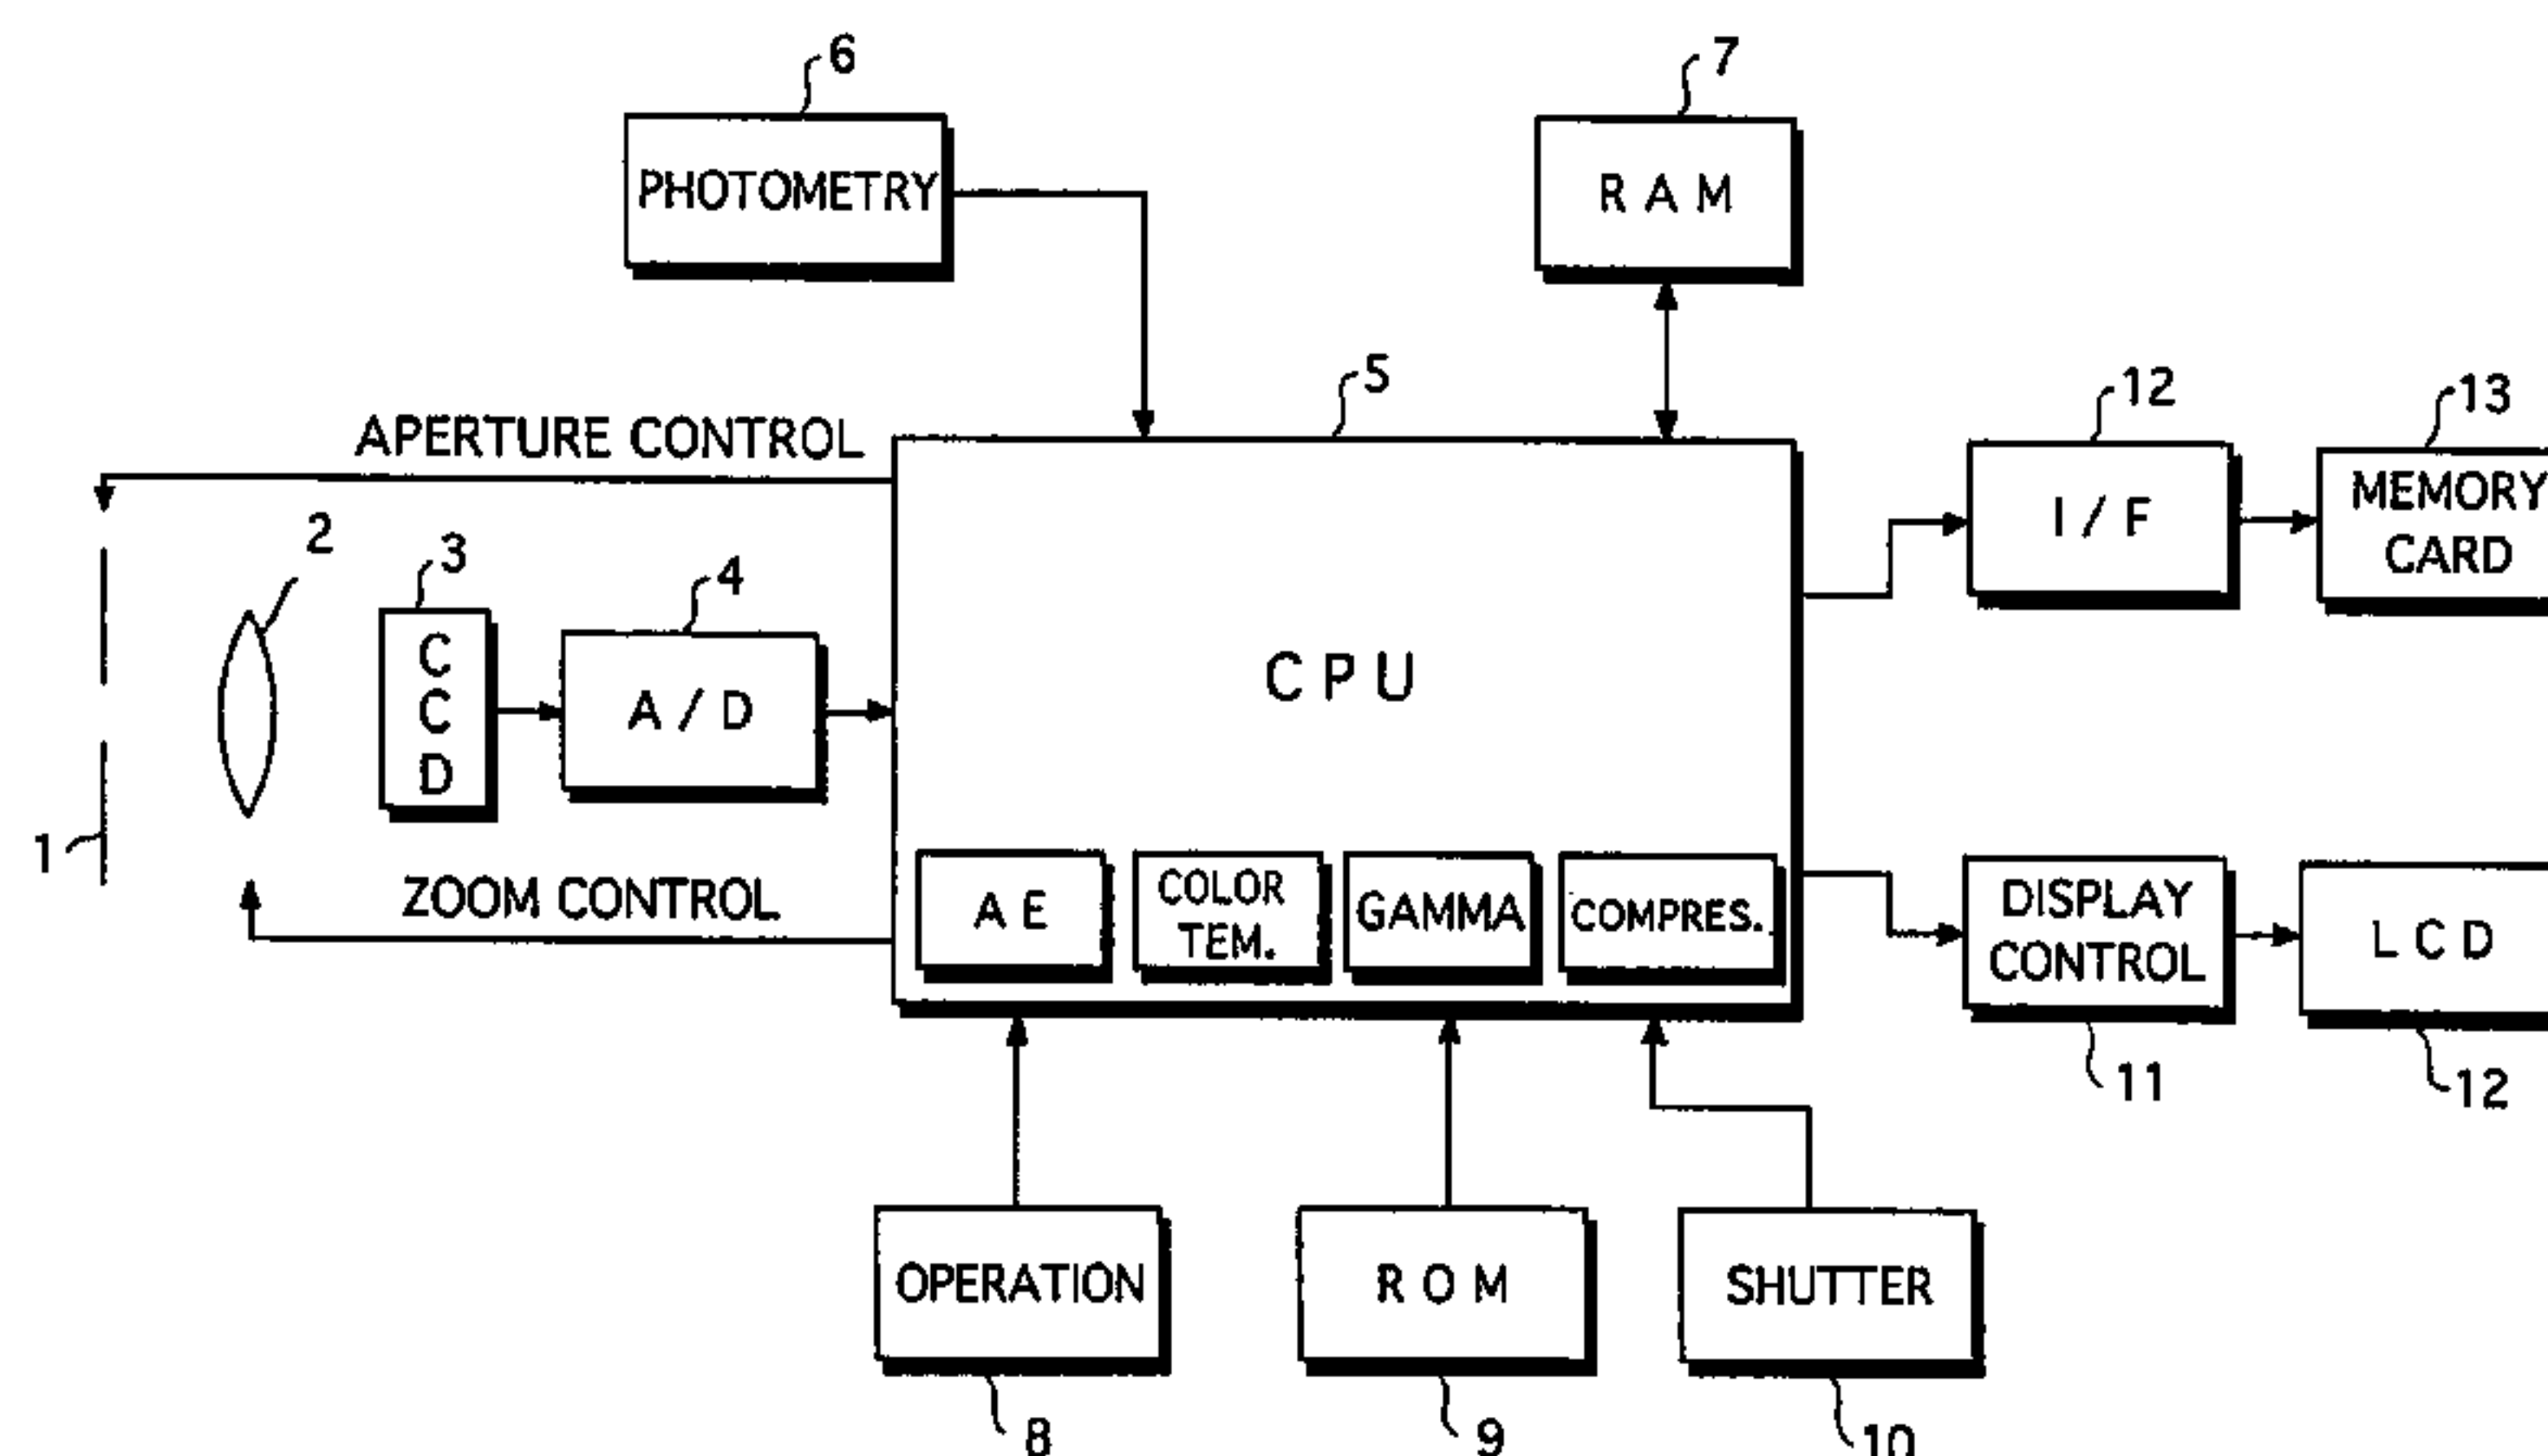 6
7
PHOTOMETRY
R A M
5
12
13
APERTURE CONTROL
2
3
4
C
C
D
A / D
C P U
I / F
MEMORY
CARD
1
ZOOM CONTROL
A E
COLOR
TEM.
GAMMA
COMPRES.
DISPLAY
CONTROL
L C D
11
12
OPERATION
R O M
SHUTTER
8
9
10